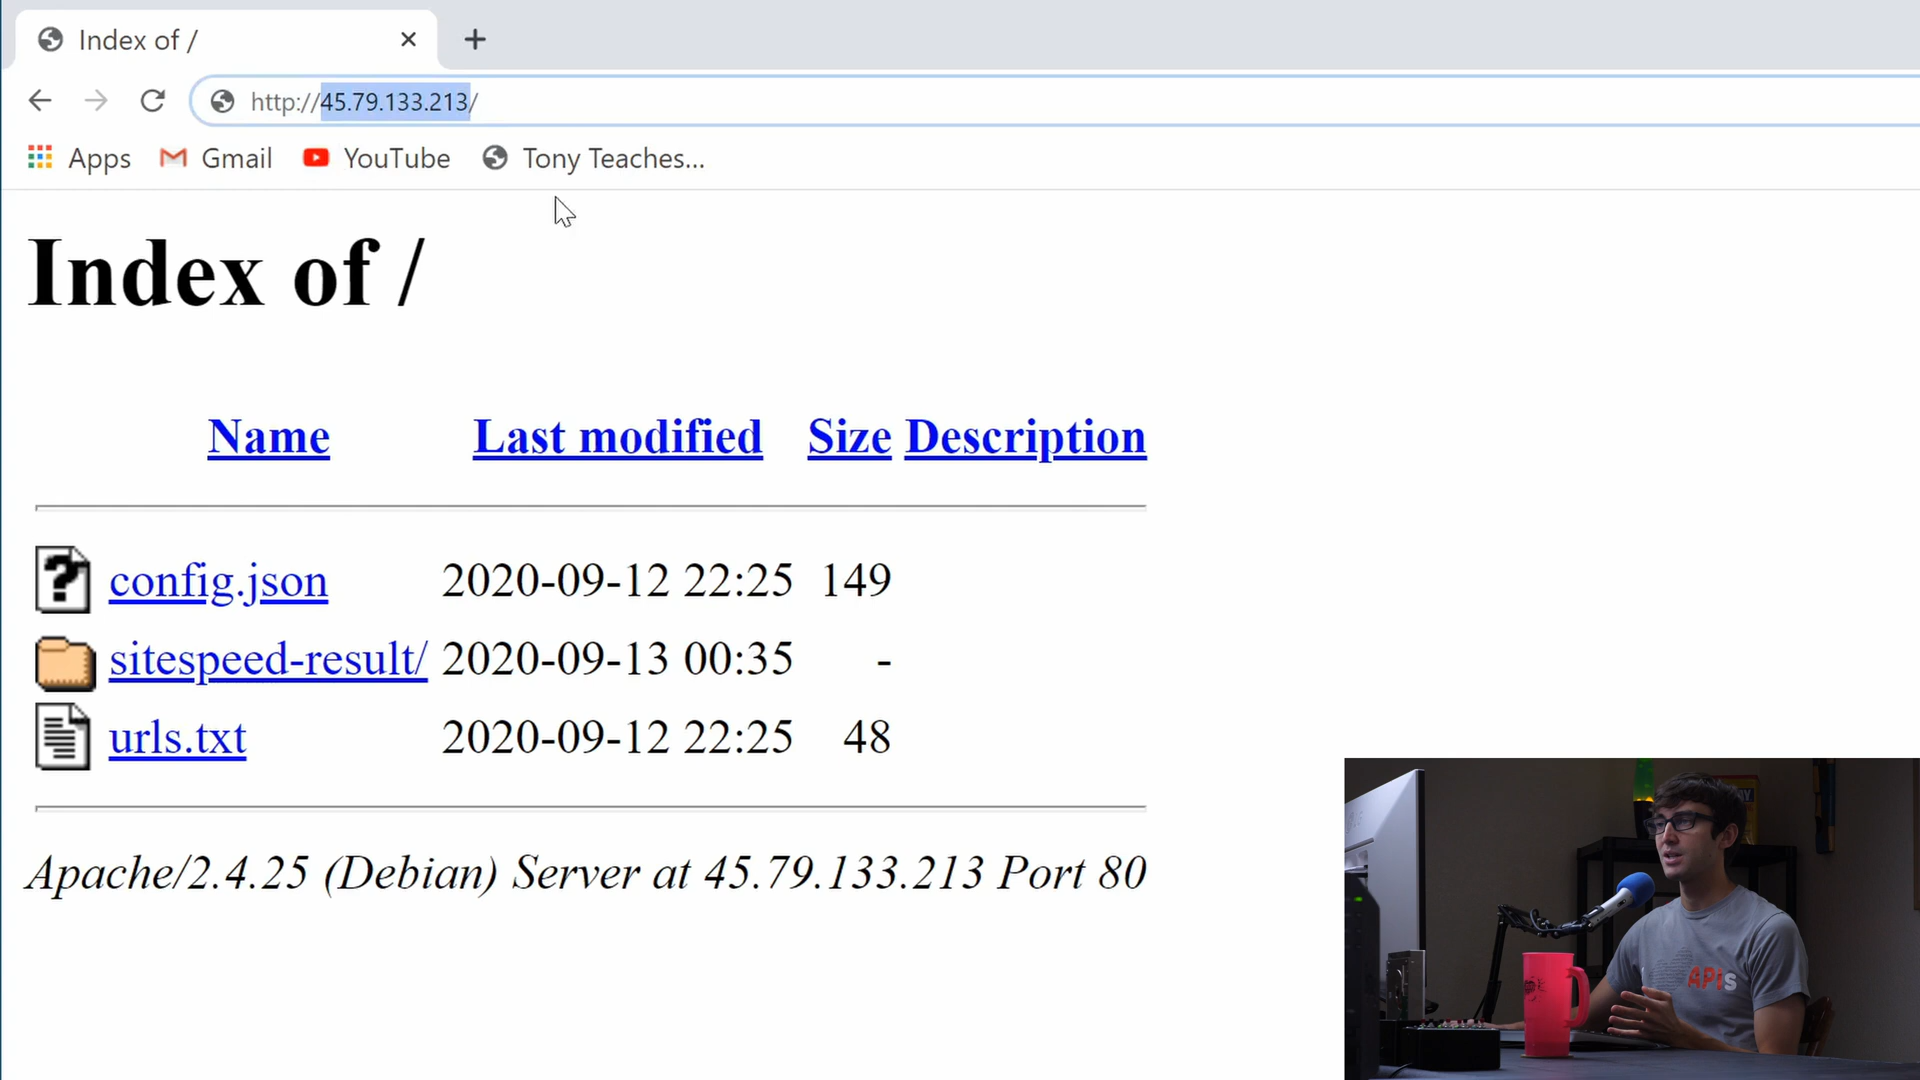 Index of /
http://45.79.133.213/
Apps Gmail YouTube Tony Teaches...
Index of /
Name Last modified Size Description
config.json 2020-09-12 22:25 149
sitespeed-result/ 2020-09-13 00:35 -
urls.txt 2020-09-12 22:25 48
Apache/2.4.25 (Debian) Server at 45.79.133.213 Port 80
APIs